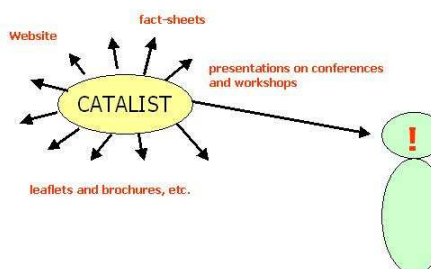 fact-sheets
Website
presentations on conferences
and workshops
CATALIST
!
leaflets and brochures, etc.